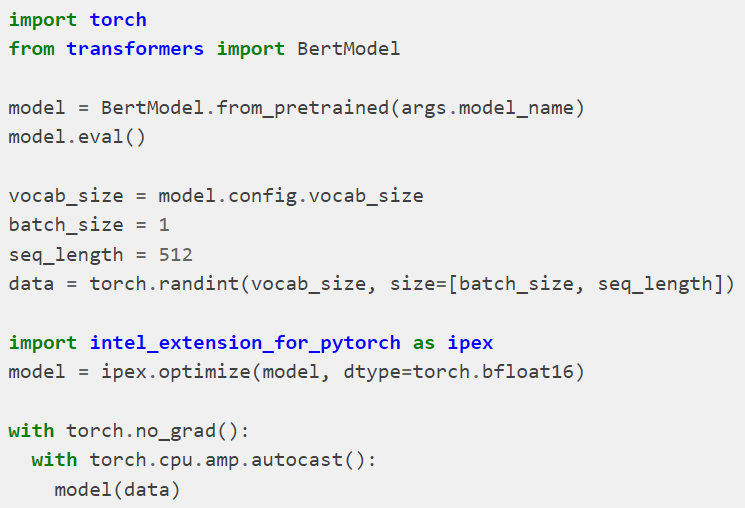 import torch
from transformers import BertModel

model = BertModel.from_pretrained(args.model_name)
model.eval()

vocab_size = model.config.vocab_size
batch_size = 1
seq_length = 512
data = torch.randint(vocab_size, size=[batch_size, seq_length])

import intel_extension_for_pytorch as ipex
model = ipex.optimize(model, dtype=torch.bfloat16)

with torch.no_grad():
  with torch.cpu.amp.autocast():
    model(data)